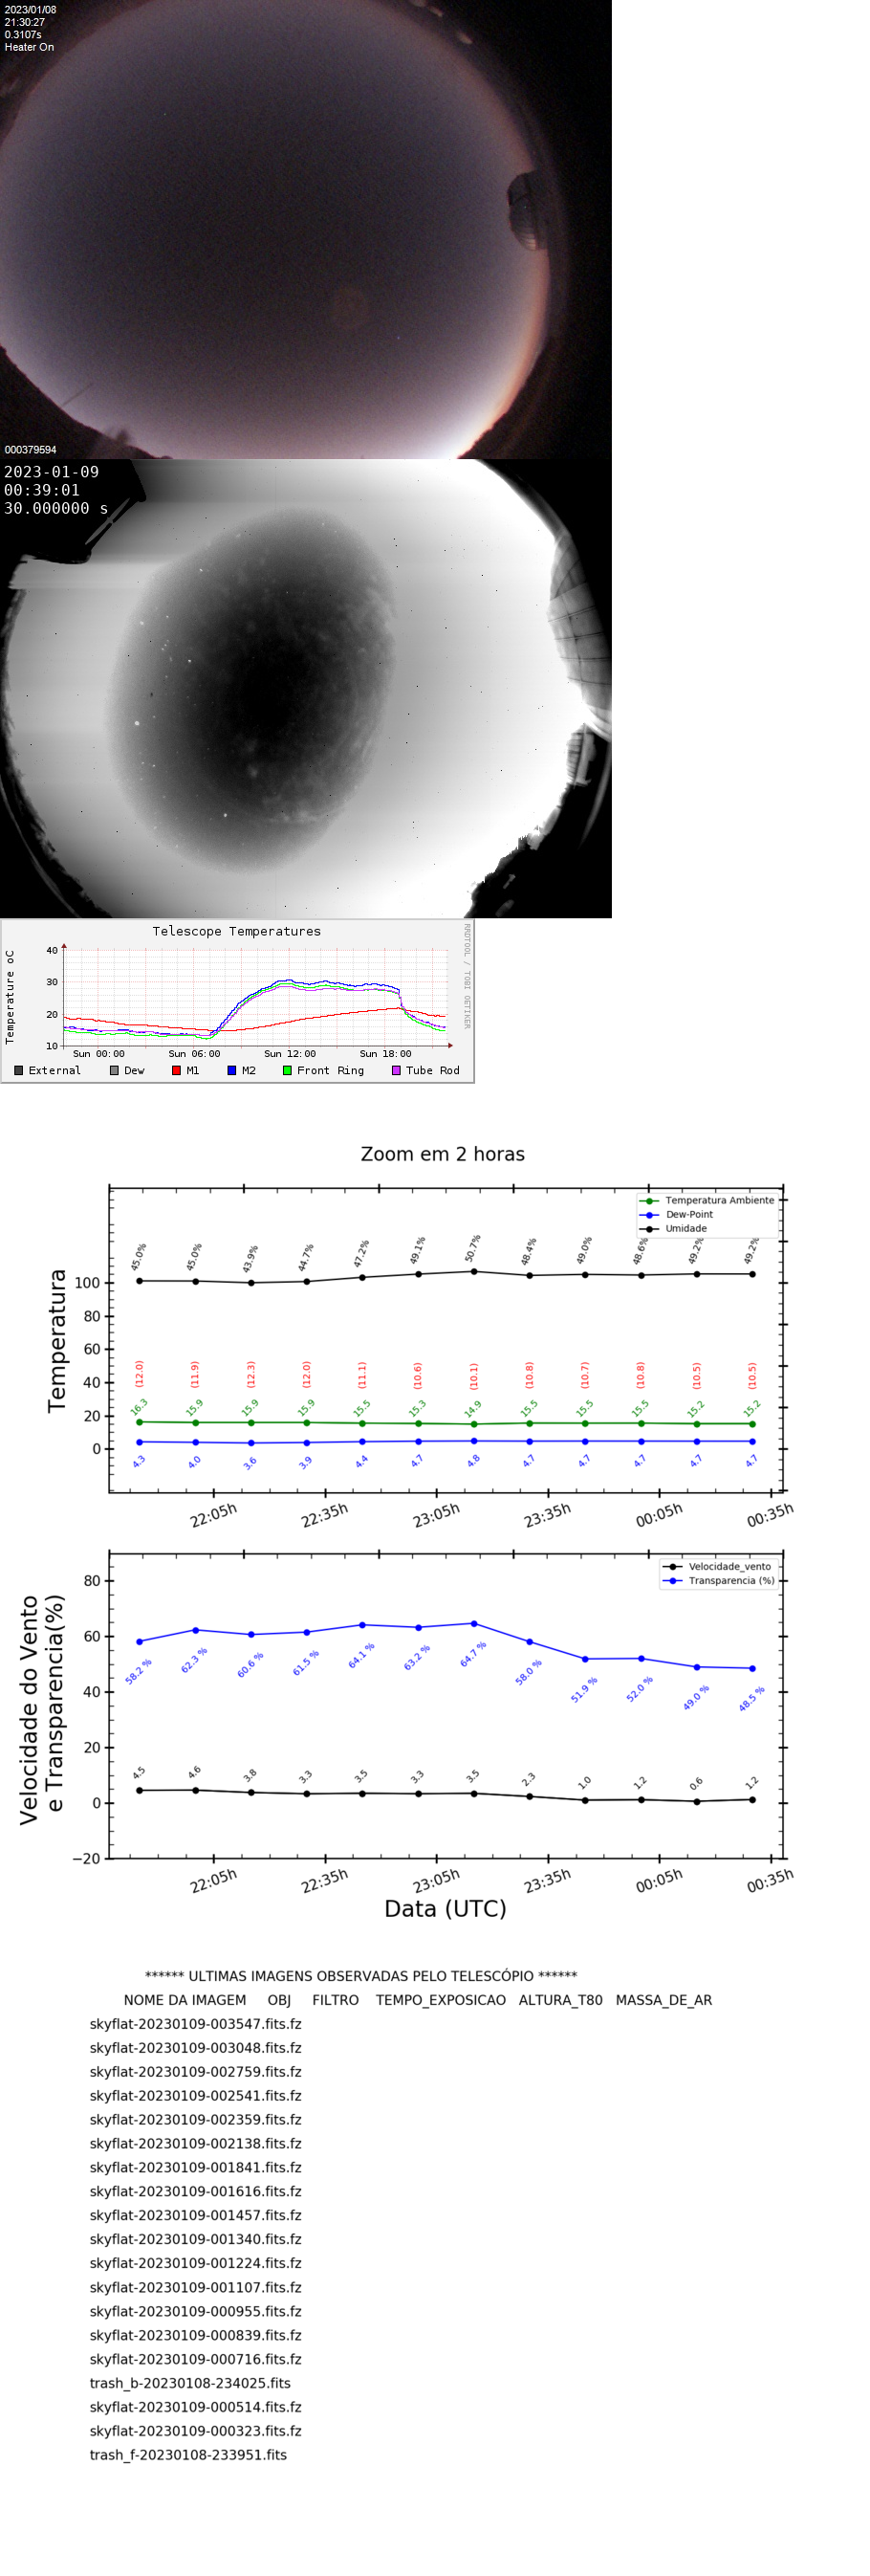 2023/01/08
21:30:27
0.3107s
Heater On
000379594
2023-01-09
00:39:01
30.000000 s
Telescope Temperatures
RRDTOOL / TOBI OETIKER
Temperature oC
40
30
20
10
Sun 00:00 Sun 06:00 Sun 12:00 Sun 18:00
External Dew M1 M2 Front Ring Tube Rod
Zoom em 2 horas
Temperatura Ambiente
Dew-Point
Umidade
Temperatura
100
80
60
40
20
0
45.0% 45.0% 43.9% 44.7% 47.2% 49.1% 50.7% 48.4% 49.0% 48.6% 49.2% 49.2%
(12.0) (11.9) (12.3) (12.0) (11.1) (10.6) (10.1) (10.8) (10.7) (10.8) (10.5) (10.5)
16.3 15.9 15.9 15.9 15.5 15.3 14.9 15.5 15.5 15.5 15.2 15.2
4.3 4.0 3.6 3.9 4.4 4.7 4.8 4.7 4.7 4.7 4.7 4.7
22:05h 22:35h 23:05h 23:35h 00:05h 00:35h
Velocidade_vento
Transparencia (%)
Velocidade do Vento
e Transparencia(%)
80
60
40
20
0
−20
58.2 % 62.3 % 60.6 % 61.5 % 64.1 % 63.2 % 64.7 % 58.0 % 51.9 % 52.0 % 49.0 % 48.5 %
4.5 4.6 3.8 3.3 3.5 3.3 3.5 2.3 1.0 1.2 0.6 1.2
22:05h 22:35h 23:05h 23:35h 00:05h 00:35h
Data (UTC)
****** ULTIMAS IMAGENS OBSERVADAS PELO TELESCÓPIO ******
NOME DA IMAGEM OBJ FILTRO TEMPO_EXPOSICAO ALTURA_T80 MASSA_DE_AR
skyflat-20230109-003547.fits.fz
skyflat-20230109-003048.fits.fz
skyflat-20230109-002759.fits.fz
skyflat-20230109-002541.fits.fz
skyflat-20230109-002359.fits.fz
skyflat-20230109-002138.fits.fz
skyflat-20230109-001841.fits.fz
skyflat-20230109-001616.fits.fz
skyflat-20230109-001457.fits.fz
skyflat-20230109-001340.fits.fz
skyflat-20230109-001224.fits.fz
skyflat-20230109-001107.fits.fz
skyflat-20230109-000955.fits.fz
skyflat-20230109-000839.fits.fz
skyflat-20230109-000716.fits.fz
trash_b-20230108-234025.fits
skyflat-20230109-000514.fits.fz
skyflat-20230109-000323.fits.fz
trash_f-20230108-233951.fits